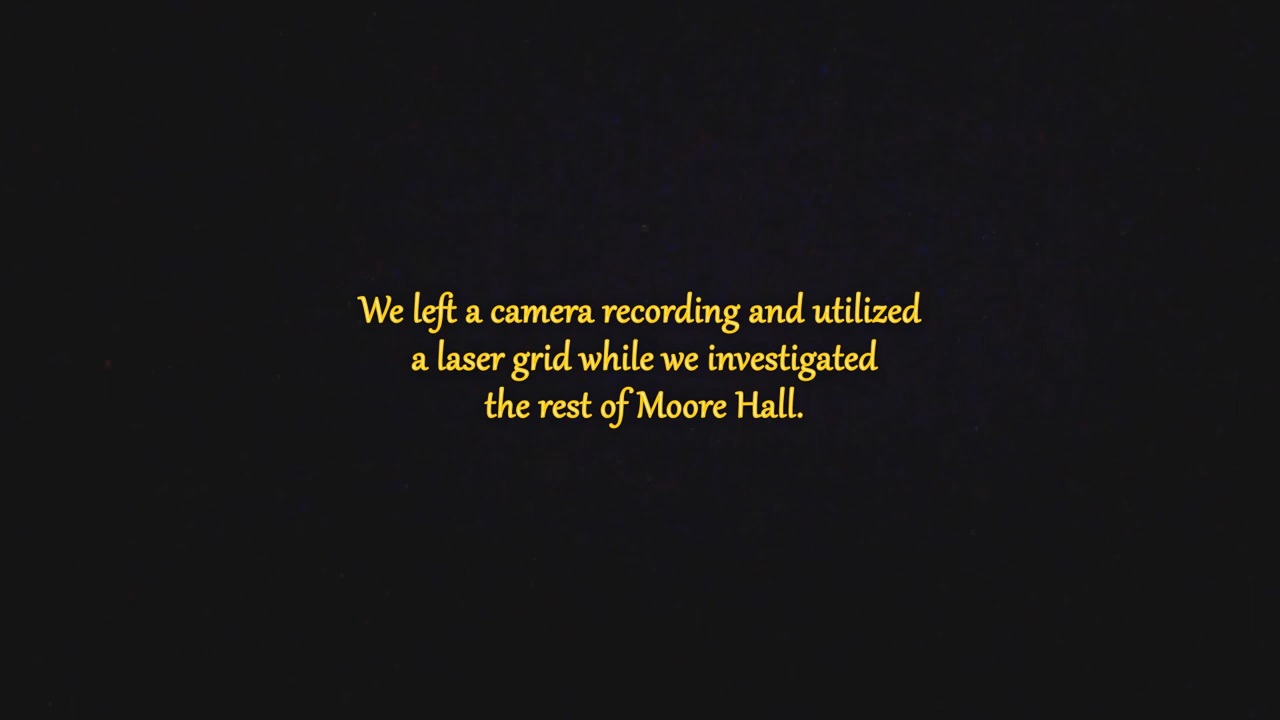 We left a camera recording and utilized
a laser grid while we investigated
the rest of Moore Hall.